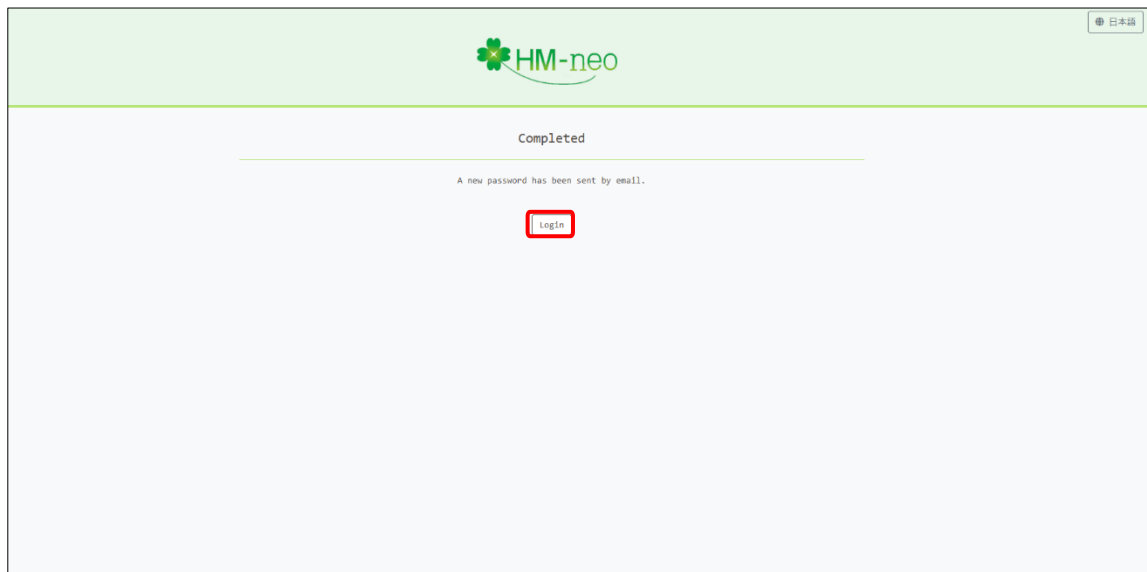 日本語
HM-neo
Completed
A new password has been sent by email.
Login